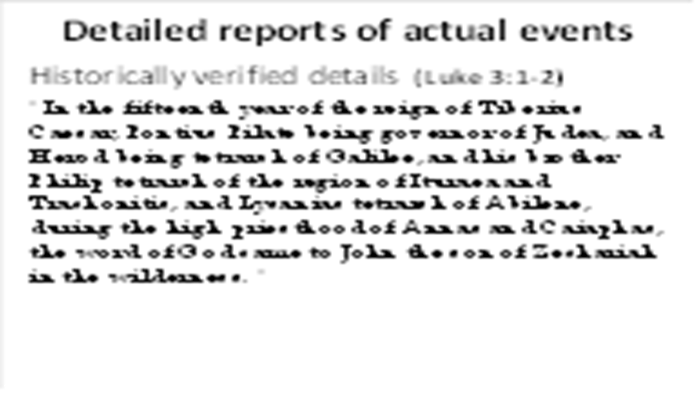 Detailed reports of actual events
Historically verified details (Luke 3:1-2)
"In the fifteenth year of the reign of Tiberius
Caesar, Pontius Pilate being governor of Judea, and
Herod being tetrarch of Galilee, and his brother
Philip tetrarch of the region of Ituraea and
Trachonitis, and Lysanias tetrarch of Abilene,
during the high priesthood of Annas and Caiaphas,
the word of God came to John the son of Zechariah
in the wilderness."